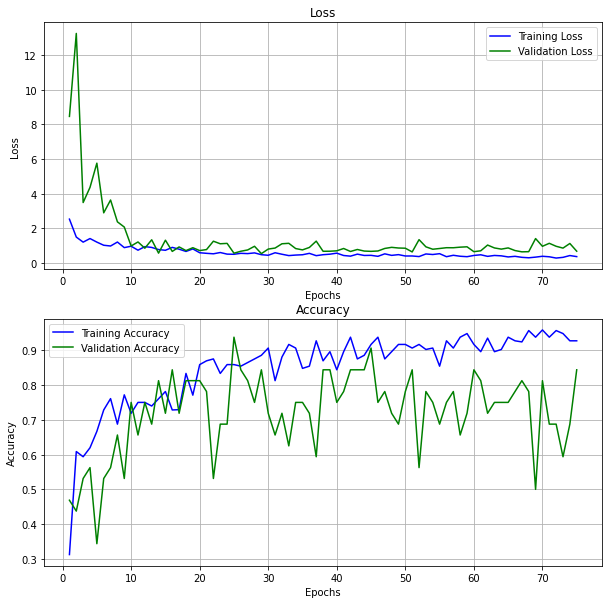 Loss
Training Loss
Validation Loss
12
10
8
6
4
2
0
Loss
0 10 20 30 40 50 60 70
Epochs
Accuracy
Training Accuracy
Validation Accuracy
0.9
0.8
0.7
0.6
0.5
0.4
0.3
Accuracy
0 10 20 30 40 50 60 70
Epochs